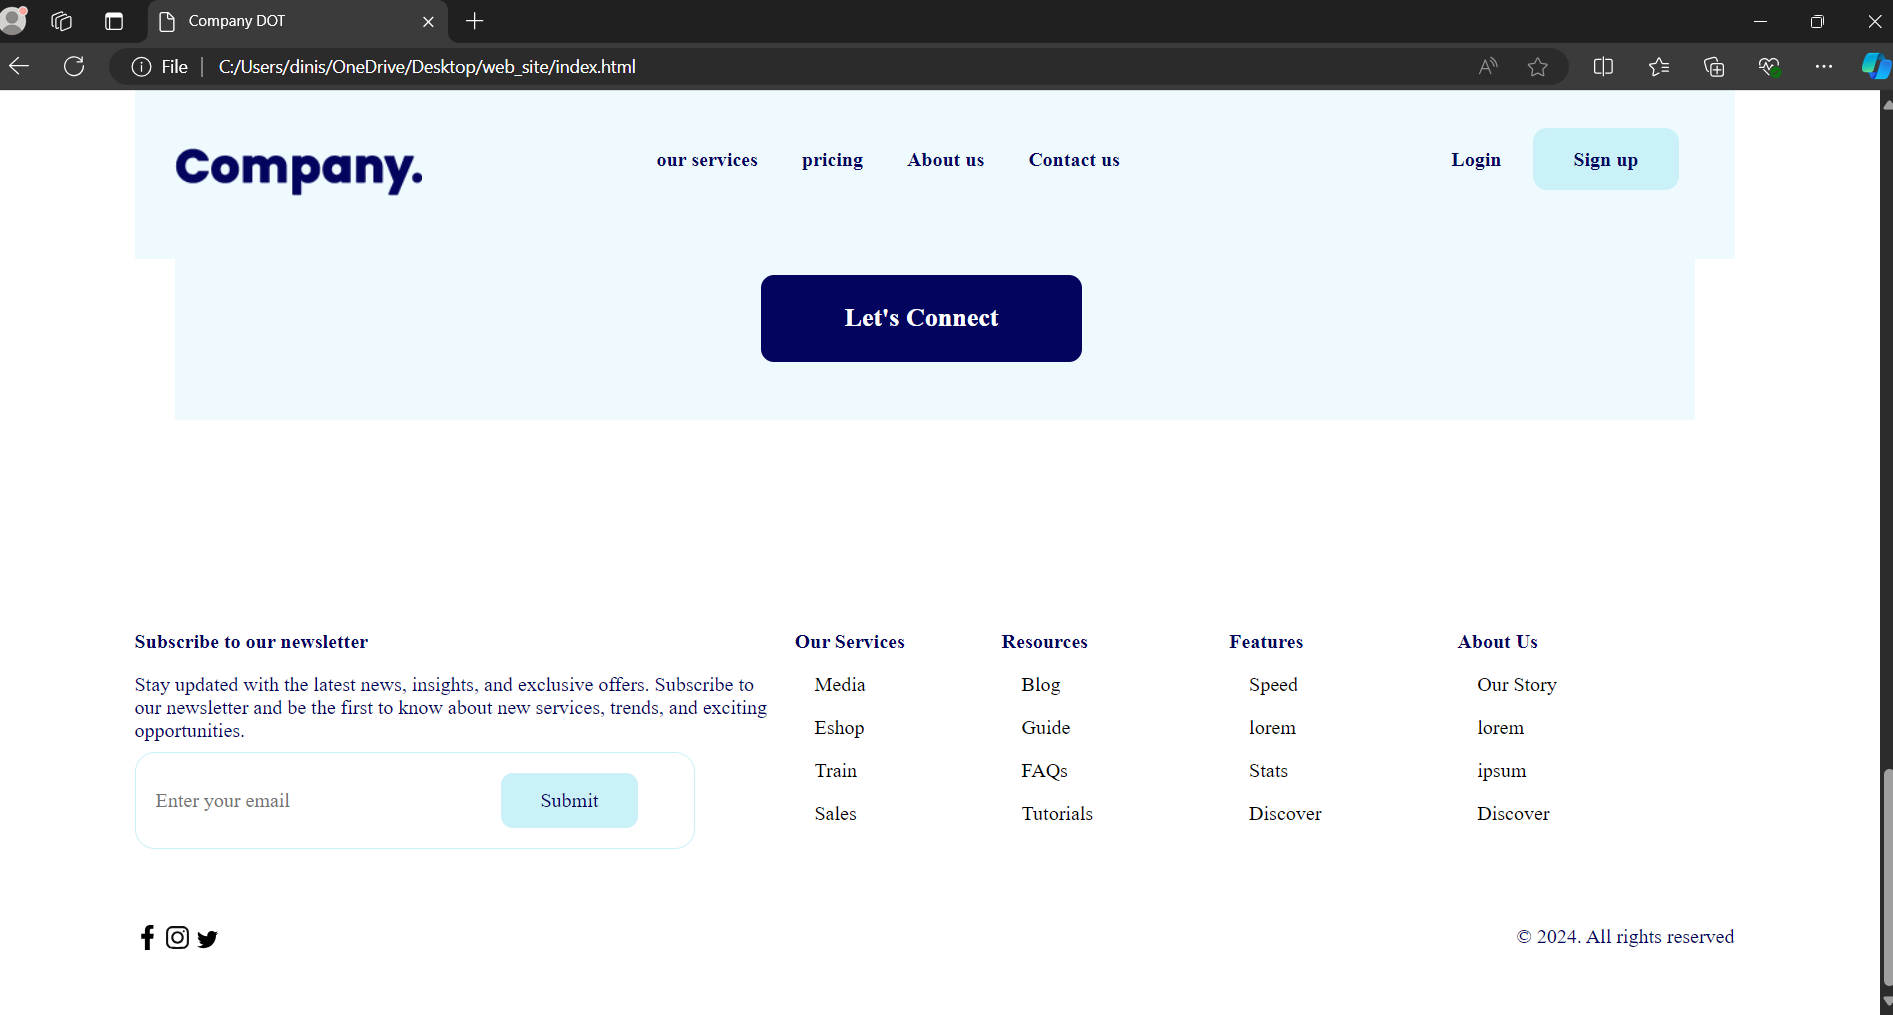 Company DOT
File
C:/Users/dinis/OneDrive/Desktop/web_site/index.html
Company.
our services pricing About us Contact us
Login Sign up
Let's Connect
Subscribe to our newsletter
Stay updated with the latest news, insights, and exclusive offers. Subscribe to
our newsletter and be the first to know about new services, trends, and exciting
opportunities.
Enter your email
Submit
Our Services
Media
Eshop
Train
Sales
Resources
Blog
Guide
FAQs
Tutorials
Features
Speed
lorem
Stats
Discover
About Us
Our Story
lorem
ipsum
Discover
© 2024. All rights reserved